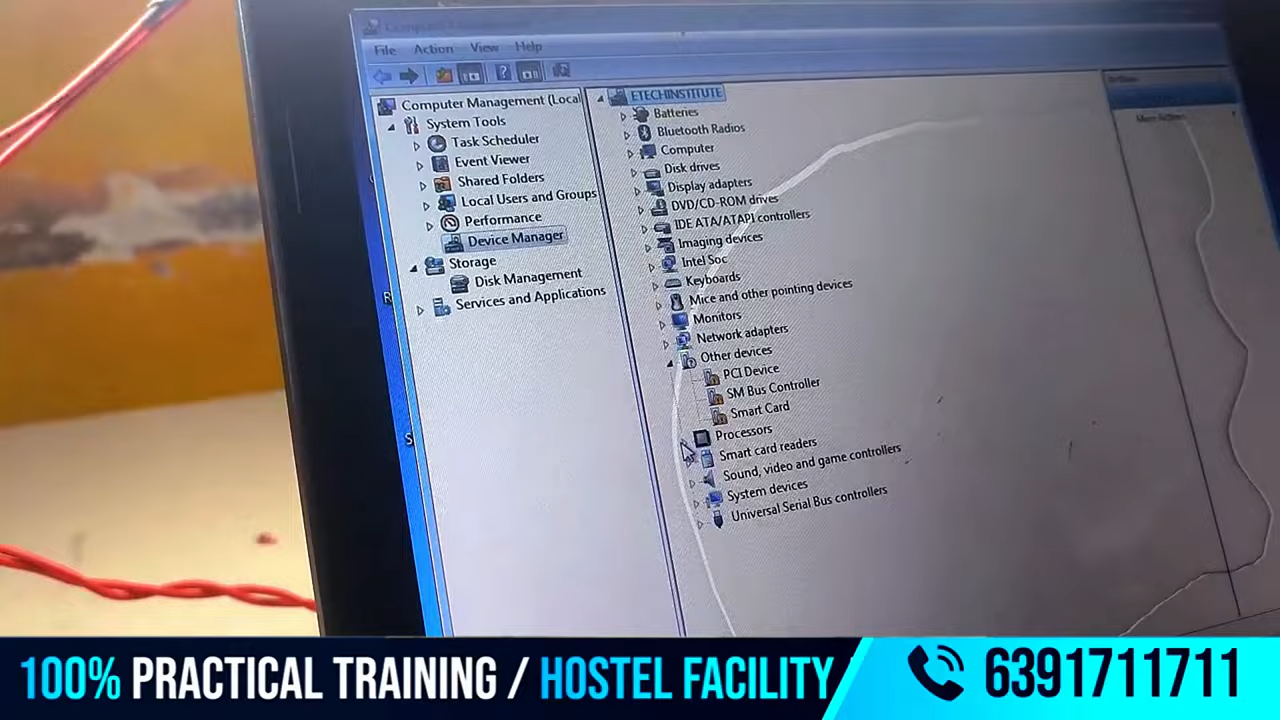 File Action View Help
Computer Management (Local
System Tools
Task Scheduler
Event Viewer
Shared Folders
Local Users and Groups
Performance
Device Manager
Storage
Disk Management
Services and Applications
ETECHINSTITUTE
Batteries
Bluetooth Radios
Computer
Disk drives
Display adapters
DVD/CD-ROM drives
IDE ATA/ATAPI controllers
Imaging devices
Intel Soc
Keyboards
Mice and other pointing devices
Monitors
Network adapters
Other devices
PCI Device
SM Bus Controller
Smart Card
Processors
Smart card readers
Sound, video and game controllers
System devices
Universal Serial Bus controllers
100% PRACTICAL TRAINING / HOSTEL FACILITY
6391711711